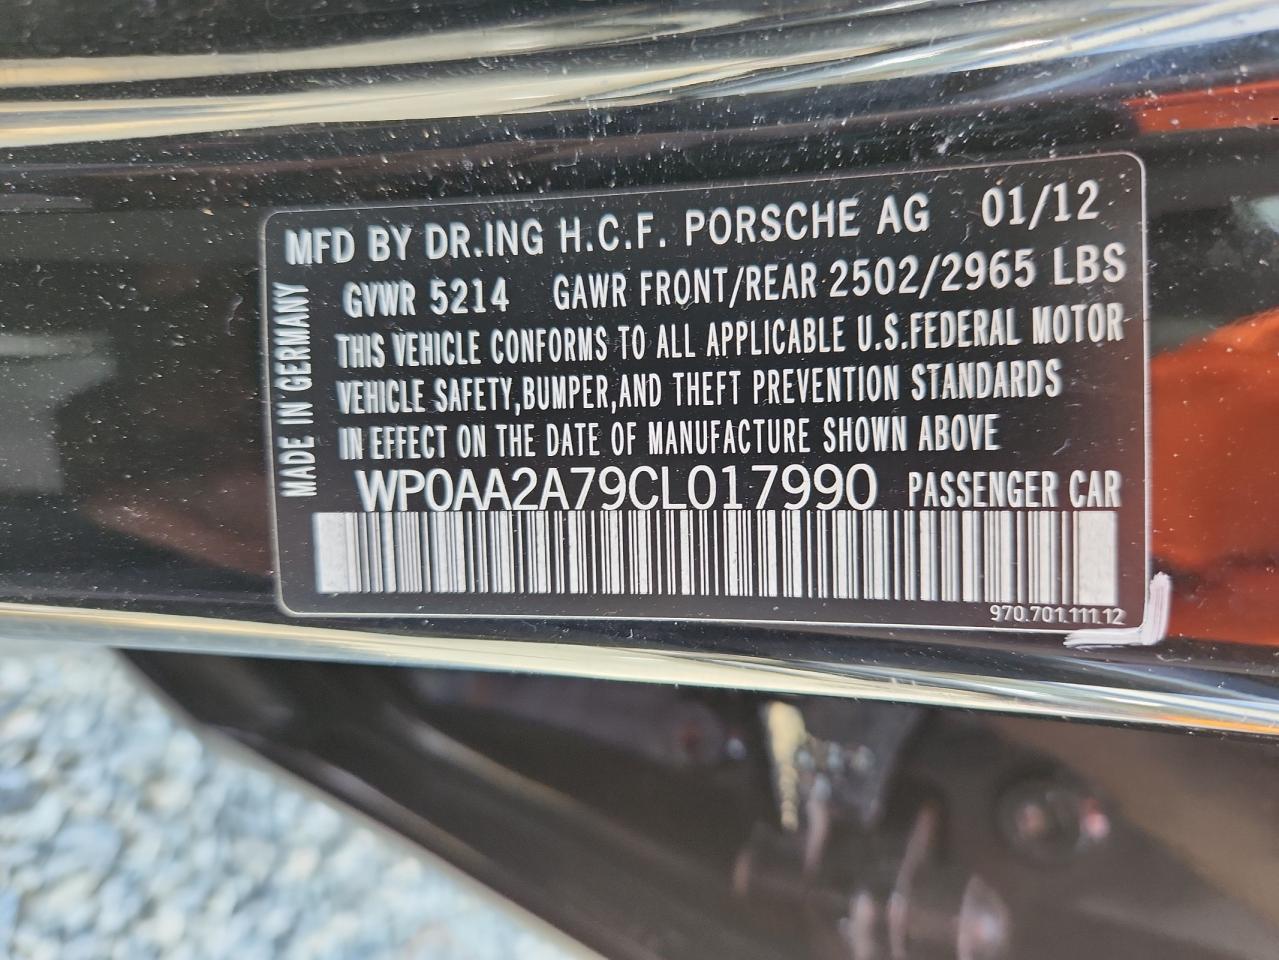 MFD BY DR.ING H.C.F. PORSCHE AG 01/12
GVWR 5214 GAWR FRONT/REAR 2502/2965 LBS
THIS VEHICLE CONFORMS TO ALL APPLICABLE U.S.FEDERAL MOTOR
VEHICLE SAFETY,BUMPER,AND THEFT PREVENTION STANDARDS
IN EFFECT ON THE DATE OF MANUFACTURE SHOWN ABOVE
WP0AA2A79CL017990 PASSENGER CAR
970.701.111.12
MADE IN GERMANY